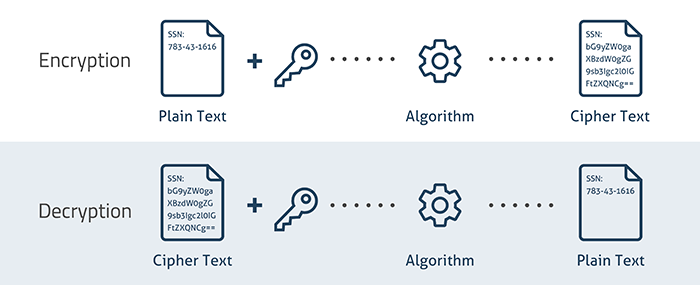 Encryption
SSN:
783-43-1616
Plain Text
+
Algorithm
SSN:
bG9yZW0ga
XBzdW0gZG
9sb3Igc2l0IG
FtZXQNCg==
Cipher Text
Decryption
SSN:
bG9yZW0ga
XBzdW0gZG
9sb3Igc2l0IG
FtZXQNCg==
Cipher Text
+
Algorithm
SSN:
783-43-1616
Plain Text